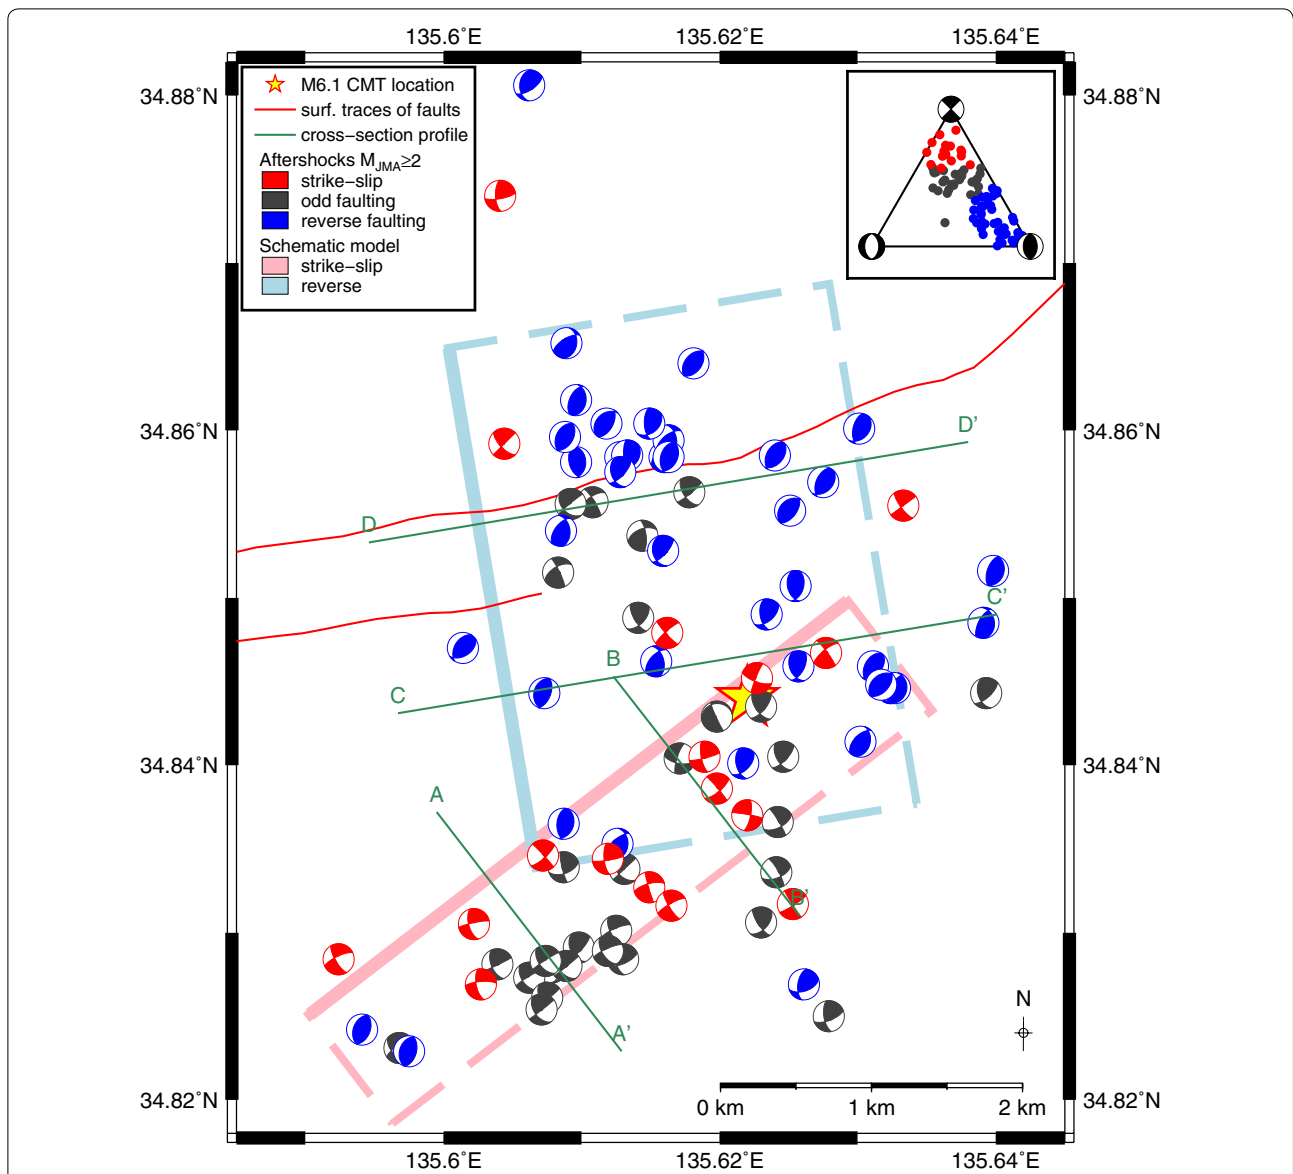 135.6˚E 135.62˚E 135.64˚E
34.88˚N 34.88˚N
M6.1 CMT location
surf. traces of faults
cross−section profile
Aftershocks MJMA≥2
strike−slip
odd faulting
reverse faulting
Schematic model
strike−slip
reverse
34.86˚N 34.86˚N
D'
D
C'
B
C
34.84˚N 34.84˚N
A
B'
N
A'
0 km 1 km 2 km
34.82˚N 34.82˚N
135.6˚E 135.62˚E 135.64˚E